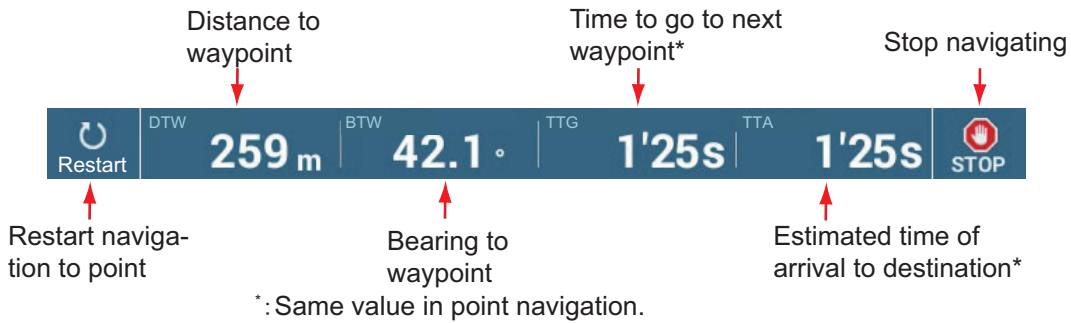 Distance to
waypoint
Time to go to next
waypoint*
Stop navigating
Restart
DTW
259 m
BTW
42.1 °
TTG
1'25s
TTA
1'25s
STOP
Restart naviga-
tion to point
Bearing to
waypoint
Estimated time of
arrival to destination*
*: Same value in point navigation.